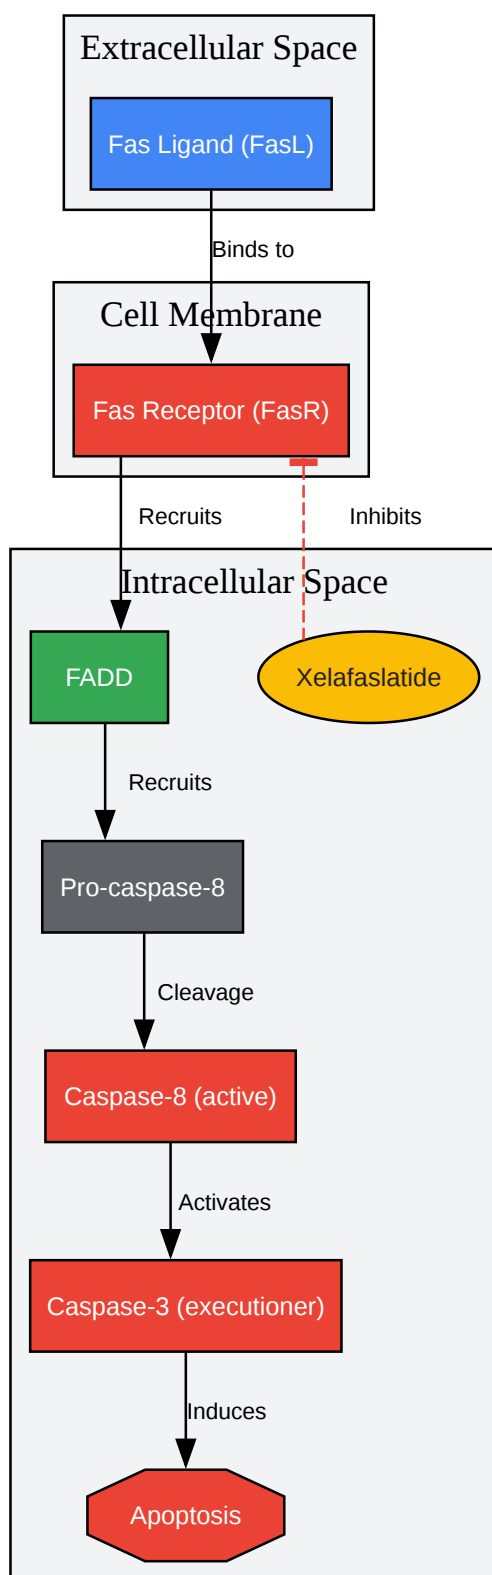 Extracellular Space
Fas Ligand (FasL)
Binds to
Cell Membrane
Fas Receptor (FasR)
Recruits
Inhibits
Intracellular Space
FADD
Xelafaslatide
Recruits
Pro-caspase-8
Cleavage
Caspase-8 (active)
Activates
Caspase-3 (executioner)
Induces
Apoptosis